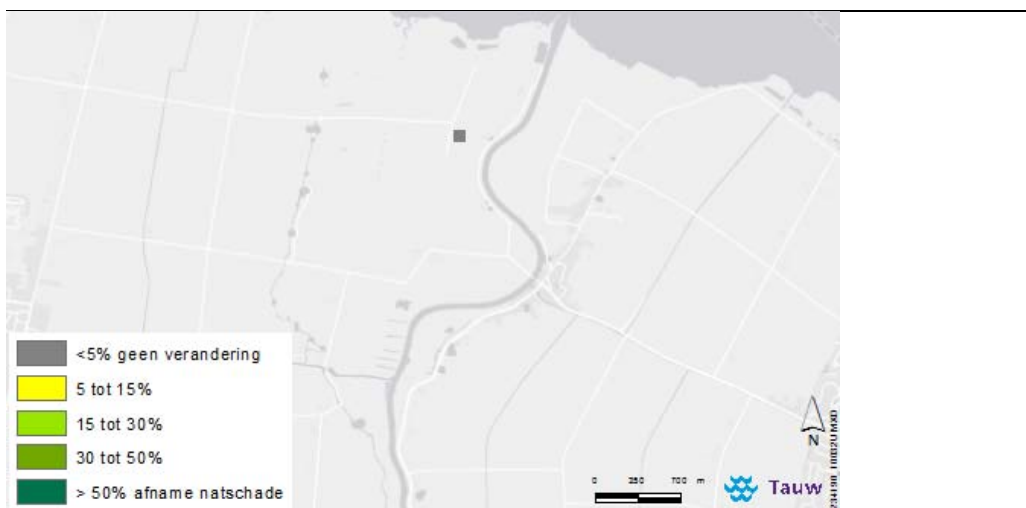 <5% geen verandering
5 tot 15%
15 tot 30%
30 tot 50%
> 50% afname natschade
N
0 250 700 m
Tauw